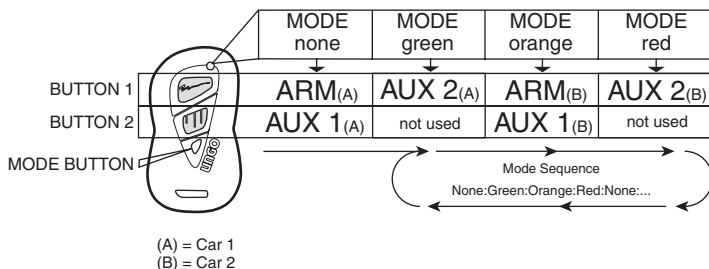 MODE none MODE green MODE orange MODE red
BUTTON 1 ARM(A) AUX 2(A) ARM(B) AUX 2(B)
BUTTON 2 AUX 1(A) not used AUX 1(B) not used
MODE BUTTON
UNGO
Mode Sequence
None:Green:Orange:Red:None:...
(A) = Car 1
(B) = Car 2